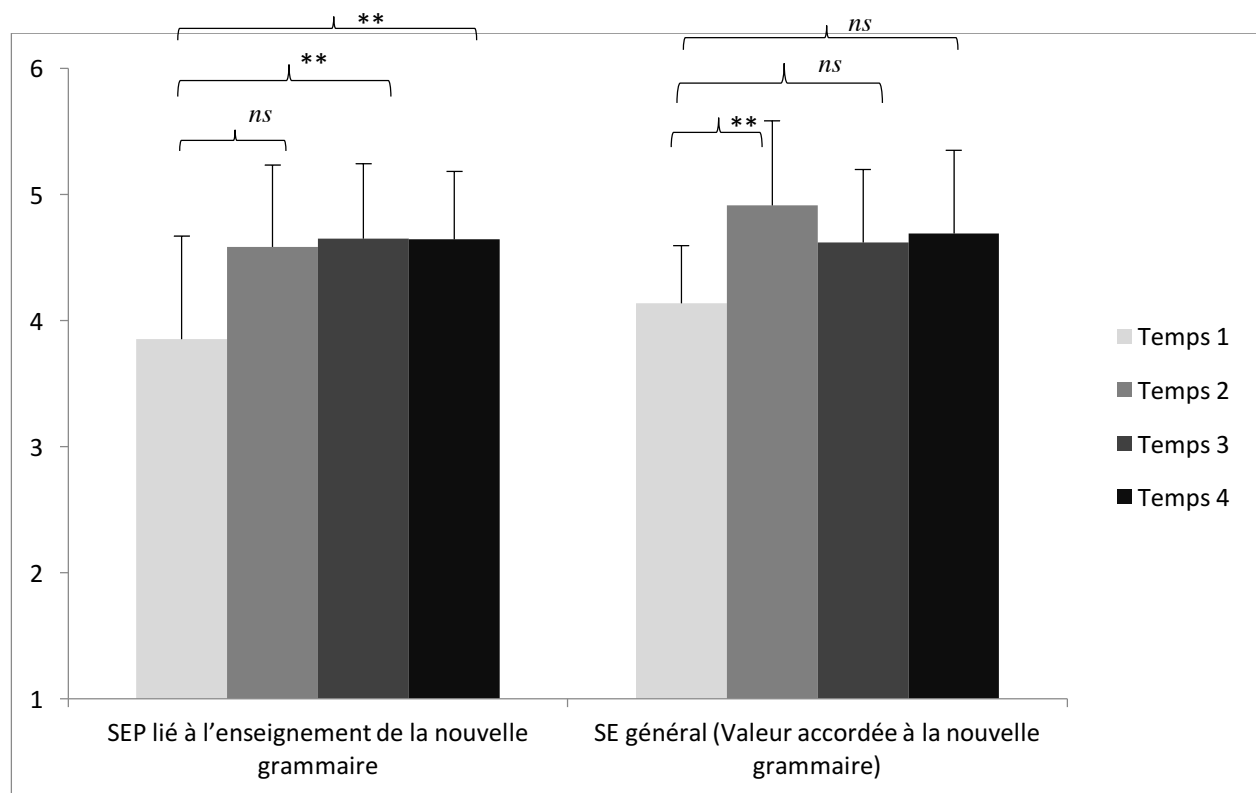 ** ns
** ns
ns **
6
5
4
3
2
1
SEP lié à l’enseignement de la nouvelle
grammaire
SE général (Valeur accordée à la nouvelle
grammaire)
Temps 1
Temps 2
Temps 3
Temps 4